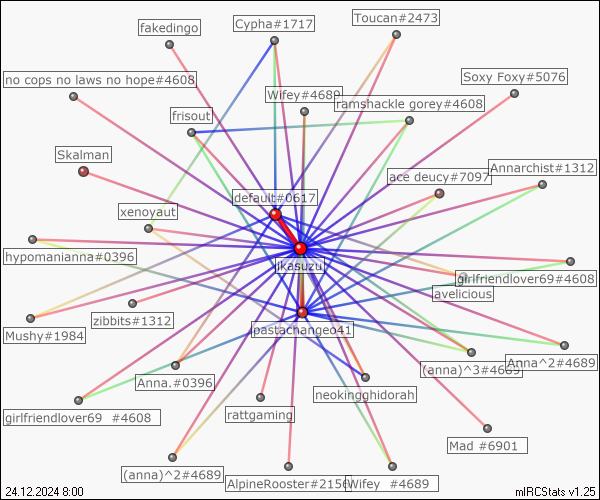 Toucan#2473
Cypha#1717
fakedingo
Soxy Foxy#5076
no cops no laws no hope#4608
Wifey#4689
ramshackle gorey#4608
frisout
Skalman
Annarchist#1312
ace deucy#7097
default#0617
xenoyaut
hypomanianna#0396
ikasuzu
girlfriendlover69#4608
avelicious
zibbits#1312
Mushy#1984
pastachangeo41
Anna^2#4689
(anna)^3#4689
Anna.#0396
neokingghidorah
rattgaming
girlfriendlover69 #4608
Mad #6901
(anna)^2#4689
AlpineRooster#2156
Wifey #4689
24.12.2024 8:00
mIRCStats v1.25